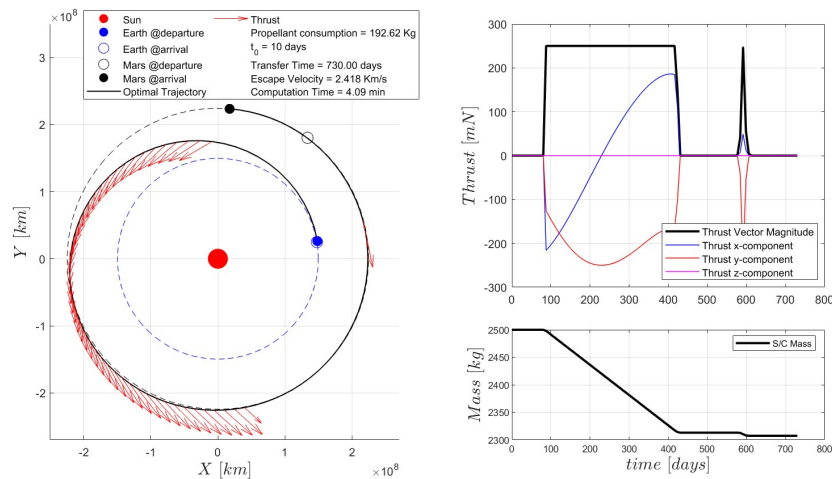 ×10⁸
Sun
Earth @departure
Earth @arrival
Mars @departure
Mars @arrival
Optimal Trajectory
Thrust
Propellant consumption = 192.62 Kg
t₀ = 10 days
Transfer Time = 730.00 days
Escape Velocity = 2.418 Km/s
Computation Time = 4.09 min
3
2
1
0
-1
-2
Y [km]
-2
-1
0
1
2
×10⁸
X [km]
300
200
100
0
-100
-200
-300
Thrust [mN]
Thrust Vector Magnitude
Thrust x-component
Thrust y-component
Thrust z-component
0
100
200
300
400
500
600
700
800
2500
2450
2400
2350
2300
Mass [kg]
S/C Mass
0
100
200
300
400
500
600
700
800
time [days]